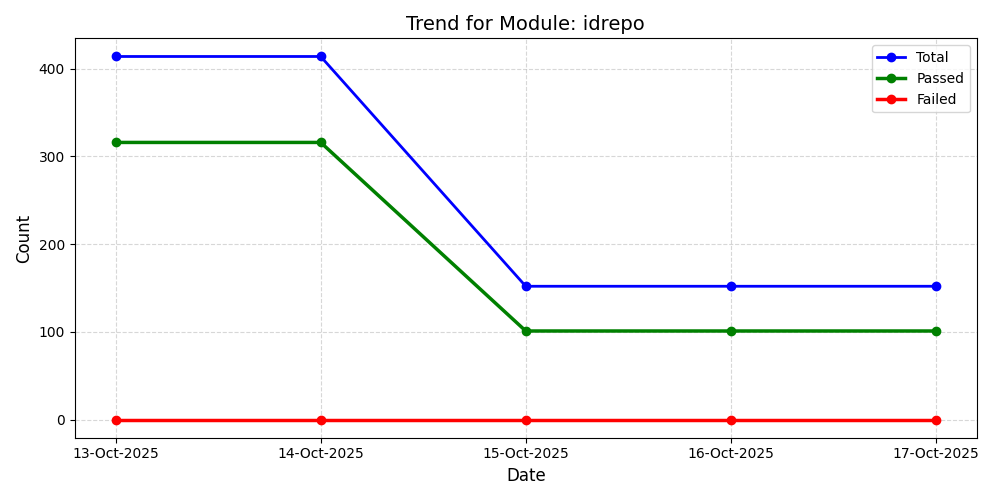 Trend for Module: idrepo
Total
Passed
Failed
Count
400
300
200
100
0
13-Oct-2025
14-Oct-2025
15-Oct-2025
16-Oct-2025
17-Oct-2025
Date